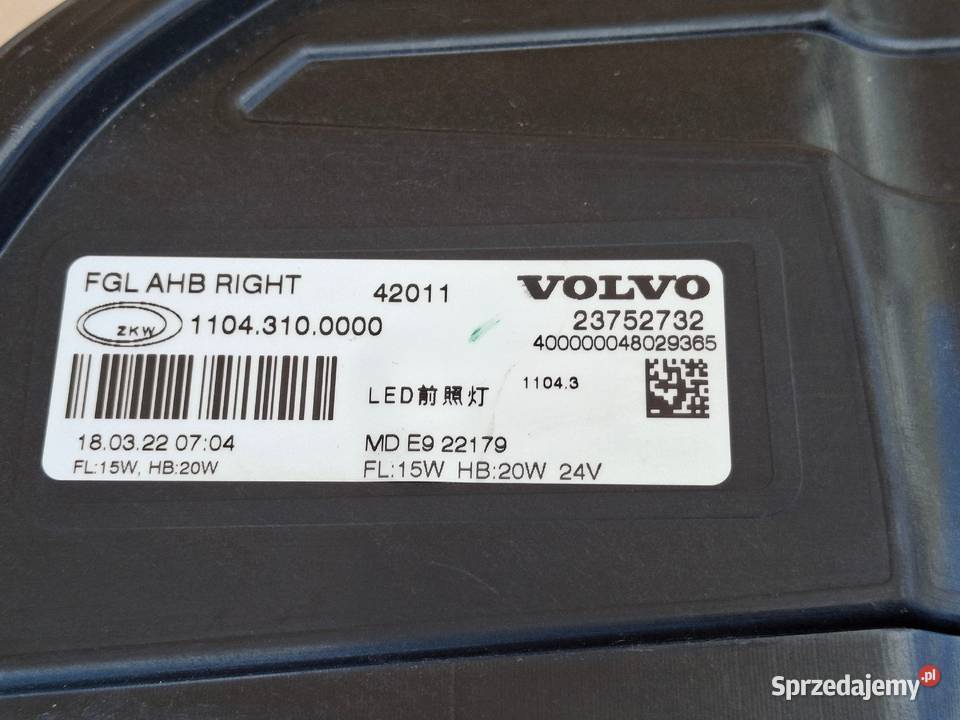 FGL AHB RIGHT 42011 VOLVO
ZKW 1104.310.0000 23752732
400000048029365
LED前照灯 1104.3
18.03.22 07:04 MD E9 22179
FL:15W, HB:20W FL:15W HB:20W 24V
Sprzedajemy.pl